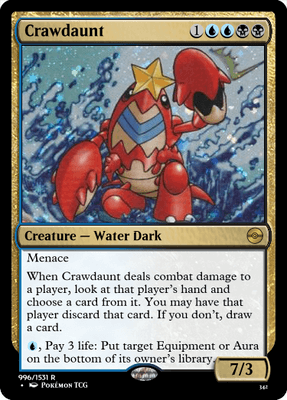 Crawdaunt 1
Creature — Water Dark
Menace
When Crawdaunt deals combat damage to
a player, look at that player's hand and
choose a card from it. You may have that
player discard that card. If you don't, draw
a card.
, Pay 3 life: Put target Equipment or Aura
on the bottom of its owner's library.
7/3
996/1531 R
• POKÉMON TCG